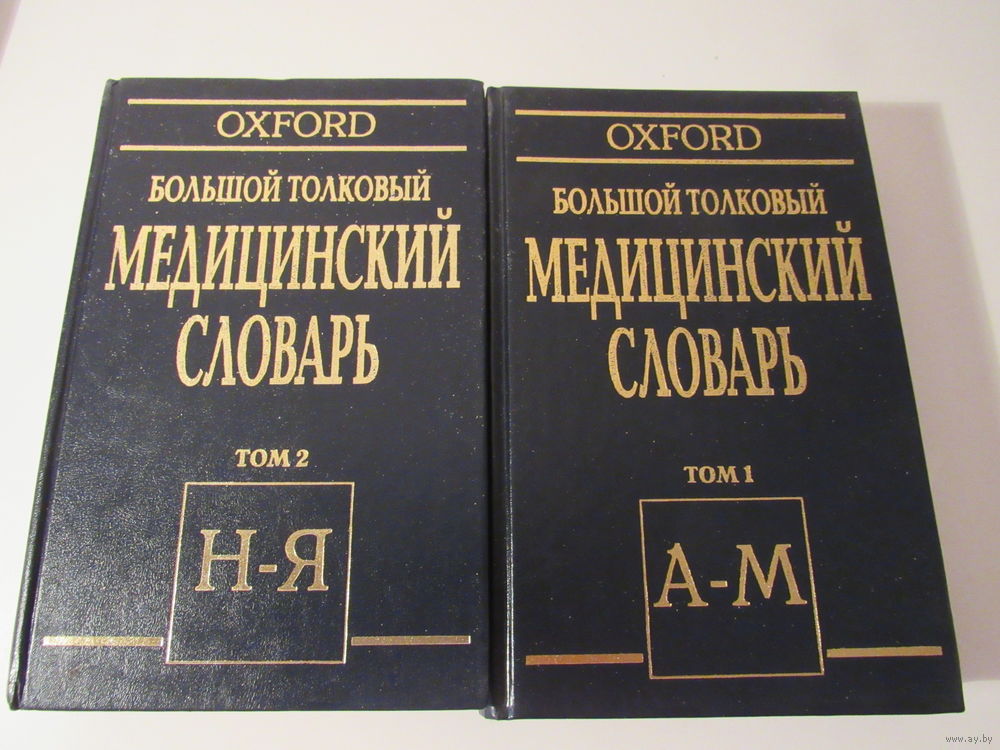 OXFORD
БОЛЬШОЙ ТОЛКОВЫЙ
МЕДИЦИНСКИЙ
СЛОВАРЬ
ТОМ 2
Н-Я
OXFORD
БОЛЬШОЙ ТОЛКОВЫЙ
МЕДИЦИНСКИЙ
СЛОВАРЬ
ТОМ 1
А-М
www.ay.by